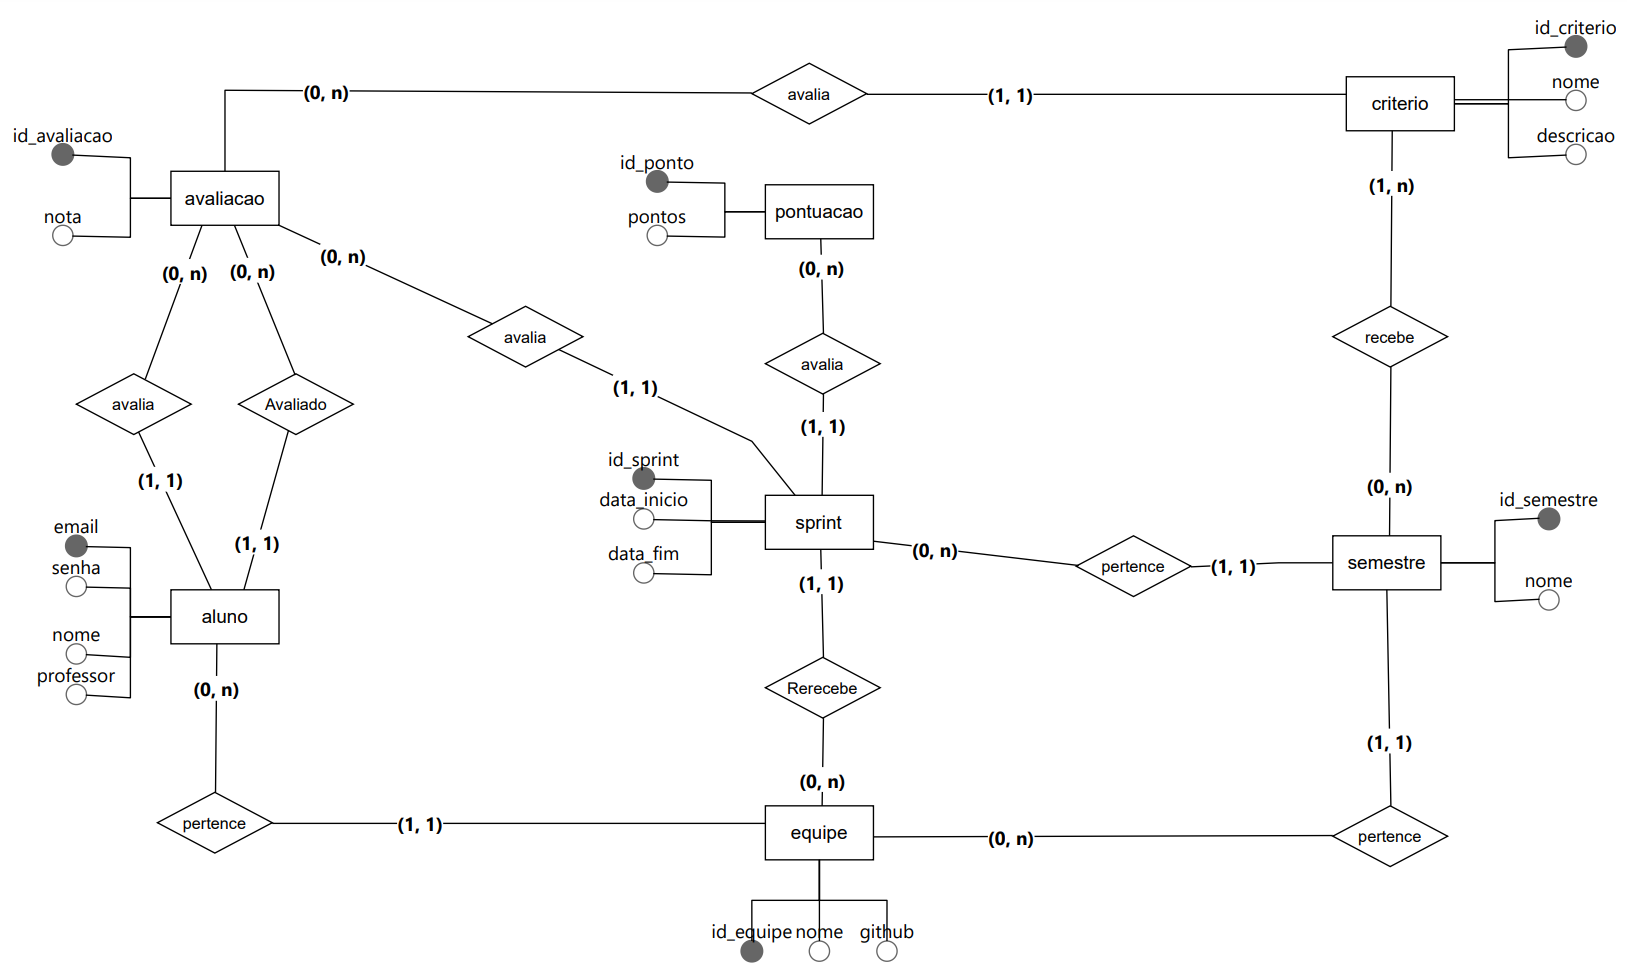 id_criterio
(0, n)
avalia
(1, 1)
criterio
nome
descricao
id_avaliacao
avaliacao
nota
id_ponto
pontos
pontuacao
(1, n)
(0, n)
(0, n)
(0, n)
(0, n)
avalia
avalia
recebe
avalia
Avaliado
(1, 1)
(1, 1)
(1, 1)
(0, n)
id_sprint
data_inicio
data_fim
sprint
id_semestre
semestre
nome
email
senha
nome
professor
aluno
(1, 1)
(0, n)
pertence
(1, 1)
(1, 1)
(0, n)
Rerecebe
(1, 1)
(0, n)
pertence
(1, 1)
equipe
(0, n)
pertence
id_equipe
nome
github